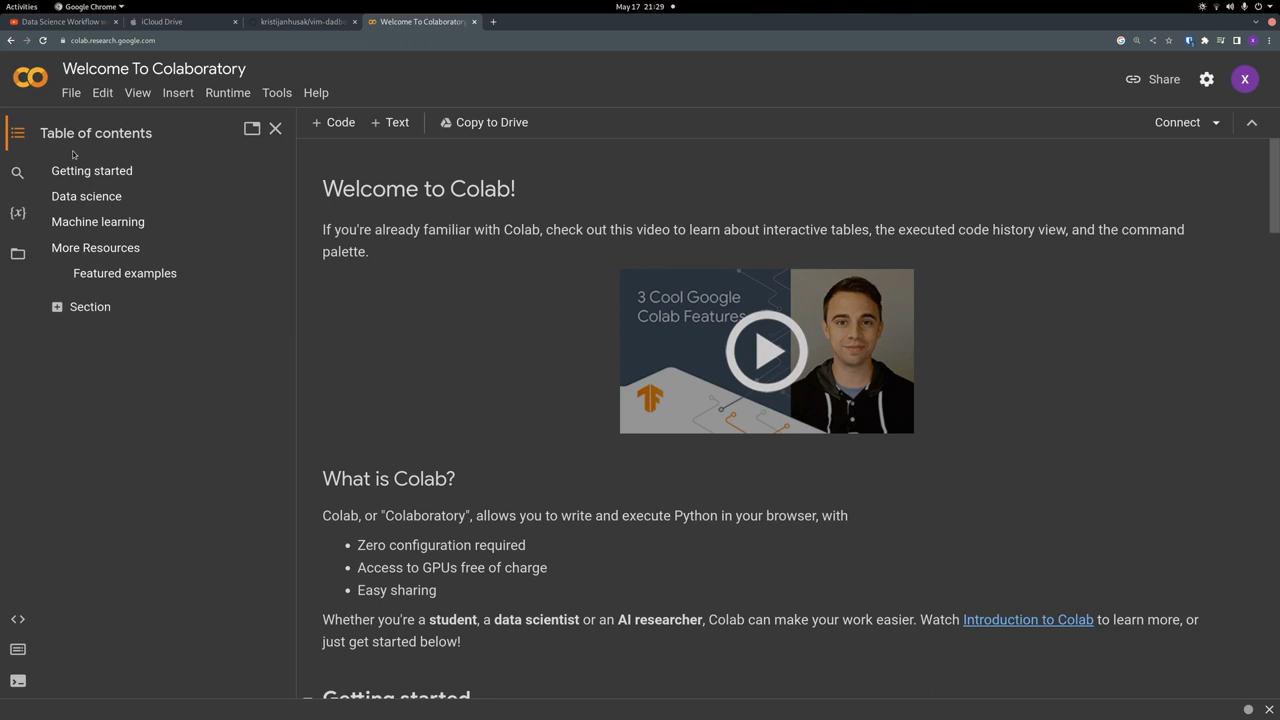 Activities
Google Chrome
May 17 21:29
Data Science Workflow w
iCloud Drive
kristijanhusak/vim-dadbo
Welcome To Colaborator
colab.research.google.com
Welcome To Colaboratory
File Edit View Insert Runtime Tools Help
Share
X
Table of contents
Getting started
Data science
Machine learning
More Resources
Featured examples
Section
+ Code + Text
Copy to Drive
Connect
Welcome to Colab!
If you're already familiar with Colab, check out this video to learn about interactive tables, the executed code history view, and the command
palette.
3 Cool Google
Colab Features
What is Colab?
Colab, or "Colaboratory", allows you to write and execute Python in your browser, with
• Zero configuration required
• Access to GPUs free of charge
• Easy sharing
Whether you're a student, a data scientist or an AI researcher, Colab can make your work easier. Watch Introduction to Colab to learn more, or
just get started below!
Getting started